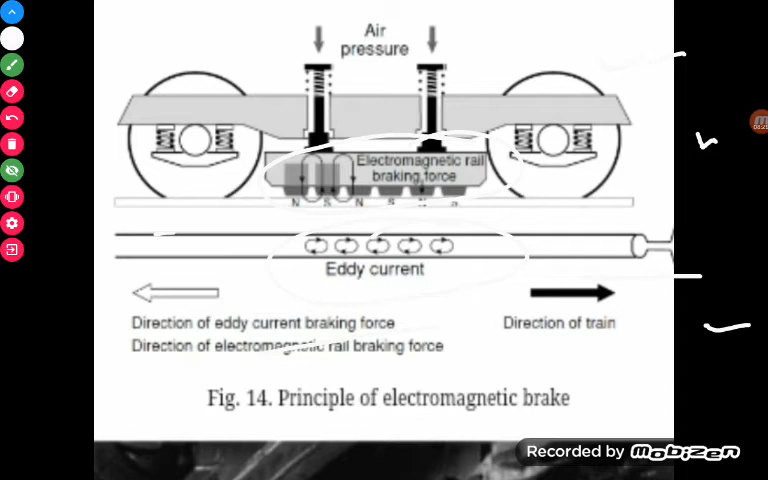 Air
pressure
Electromagnetic rail
braking force
N S N S
Eddy current
Direction of eddy current braking force
Direction of train
Direction of electromagnetic rail braking force
Fig. 14. Principle of electromagnetic brake
Recorded by
MOBIZEN